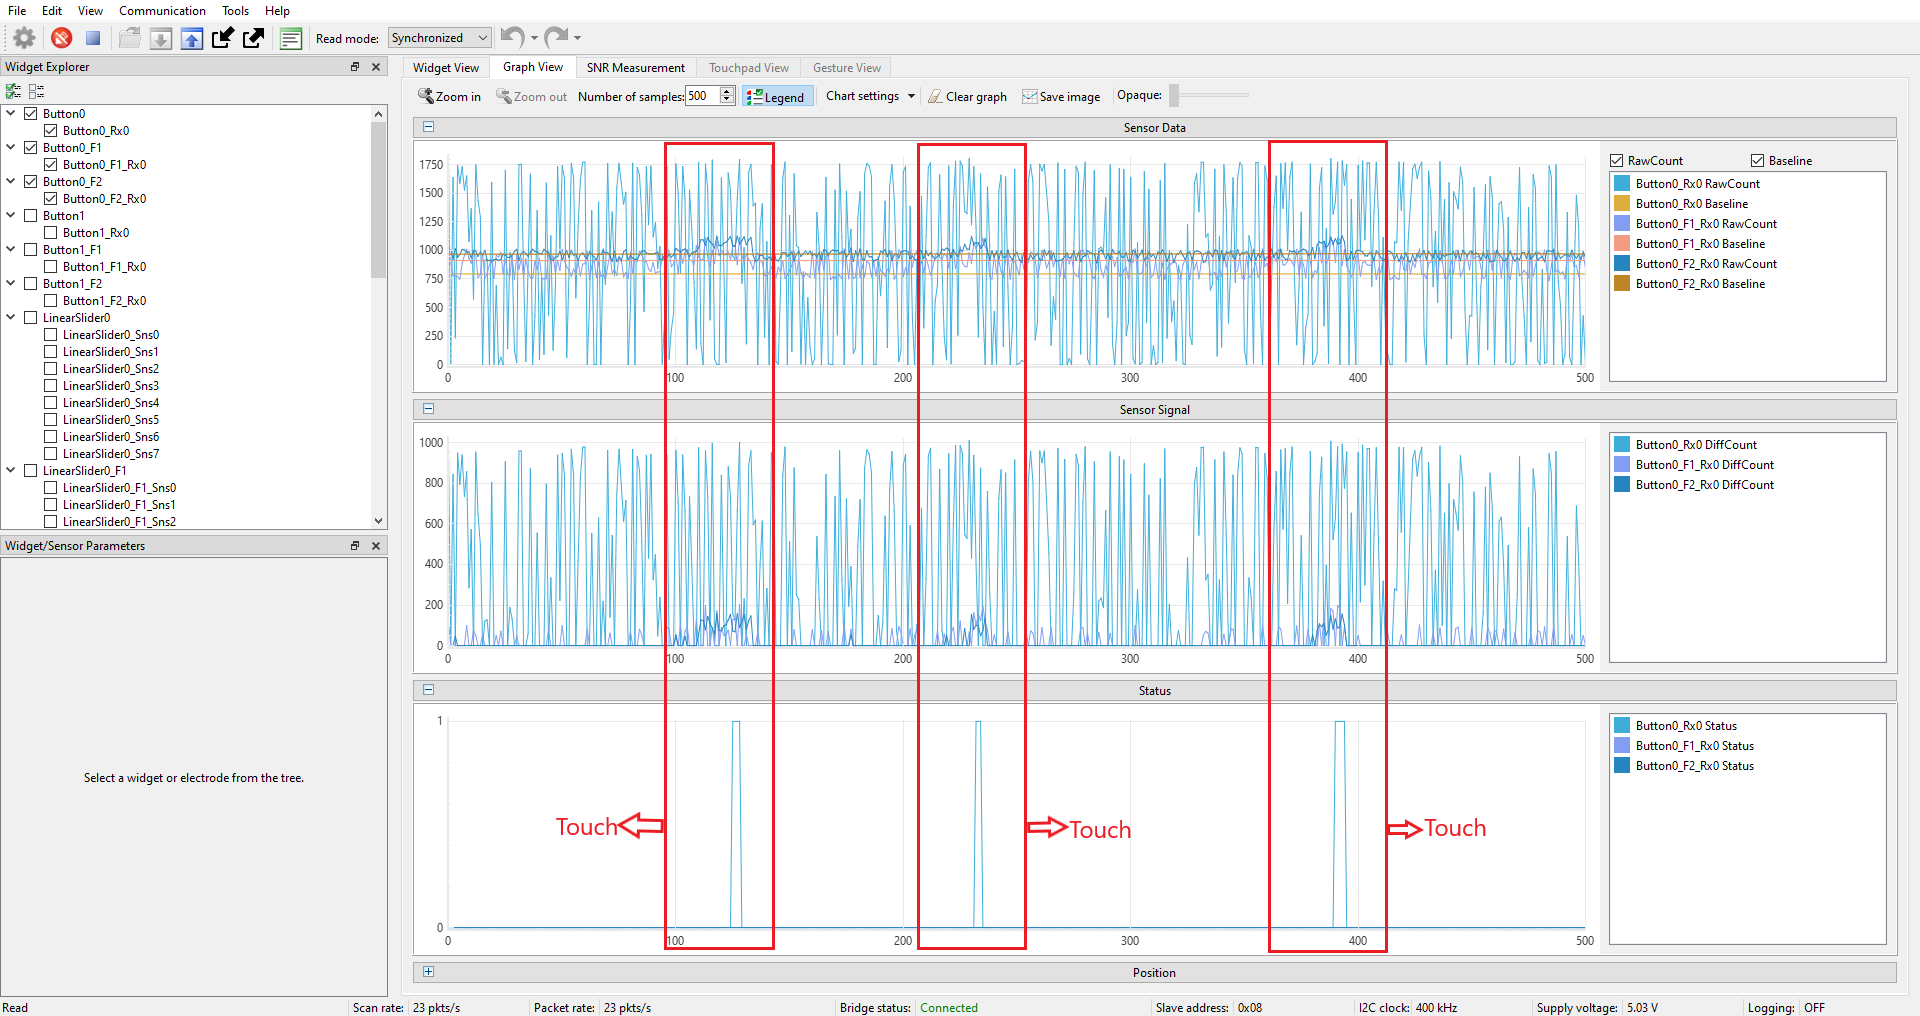 File Edit View Communication Tools Help
Read mode: Synchronized
Widget Explorer
Button0
Button0_Rx0
Button0_F1
Button0_F1_Rx0
Button0_F2
Button0_F2_Rx0
Button1
Button1_Rx0
Button1_F1
Button1_F1_Rx0
Button1_F2
Button1_F2_Rx0
LinearSlider0
LinearSlider0_Sns0
LinearSlider0_Sns1
LinearSlider0_Sns2
LinearSlider0_Sns3
LinearSlider0_Sns4
LinearSlider0_Sns5
LinearSlider0_Sns6
LinearSlider0_Sns7
LinearSlider0_F1
LinearSlider0_F1_Sns0
LinearSlider0_F1_Sns1
LinearSlider0_F1_Sns2
Widget/Sensor Parameters
Select a widget or electrode from the tree.
Widget View Graph View SNR Measurement Touchpad View Gesture View
Zoom in Zoom out Number of samples: 500 Legend Chart settings Clear graph Save image Opaque:
Sensor Data
1750
1500
1250
1000
750
500
250
0
0 100 200 300 400 500
RawCount Baseline
Button0_Rx0 RawCount
Button0_Rx0 Baseline
Button0_F1_Rx0 RawCount
Button0_F1_Rx0 Baseline
Button0_F2_Rx0 RawCount
Button0_F2_Rx0 Baseline
Sensor Signal
1000
800
600
400
200
0
0 100 200 300 400 500
Button0_Rx0 DiffCount
Button0_F1_Rx0 DiffCount
Button0_F2_Rx0 DiffCount
Status
1
0
0 100 200 300 400 500
Touch Touch Touch
Button0_Rx0 Status
Button0_F1_Rx0 Status
Button0_F2_Rx0 Status
Position
Read Scan rate: 23 pkts/s Packet rate: 23 pkts/s Bridge status: Connected Slave address: 0x08 I2C clock: 400 kHz Supply voltage: 5.03 V Logging: OFF